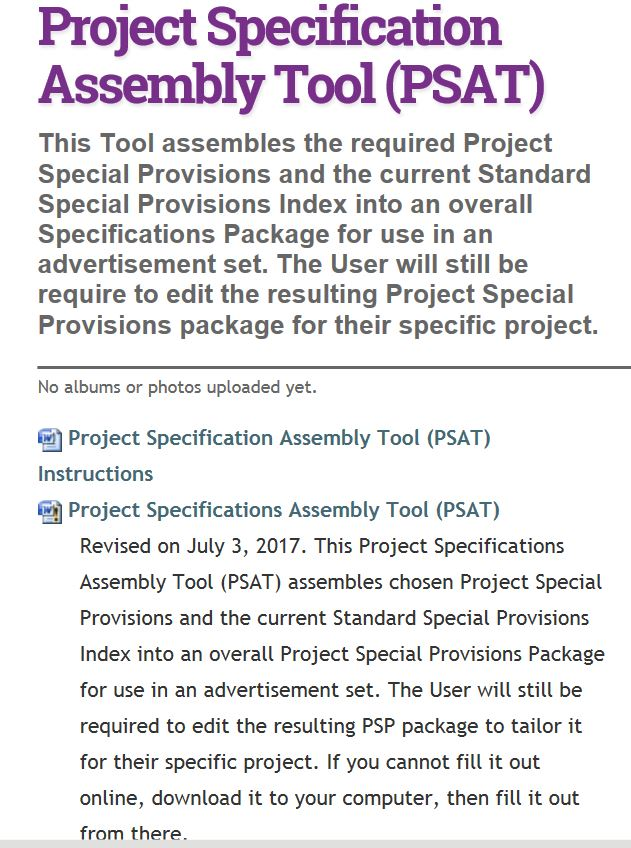 Project Specification
Assembly Tool (PSAT)
This Tool assembles the required Project
Special Provisions and the current Standard
Special Provisions Index into an overall
Specifications Package for use in an
advertisement set. The User will still be
require to edit the resulting Project Special
Provisions package for their specific project.
No albums or photos uploaded yet.
Project Specification Assembly Tool (PSAT)
Instructions
Project Specifications Assembly Tool (PSAT)
Revised on July 3, 2017. This Project Specifications
Assembly Tool (PSAT) assembles chosen Project Special
Provisions and the current Standard Special Provisions
Index into an overall Project Special Provisions Package
for use in an advertisement set. The User will still be
required to edit the resulting PSP package to tailor it
for their specific project. If you cannot fill it out
online, download it to your computer, then fill it out
from there.